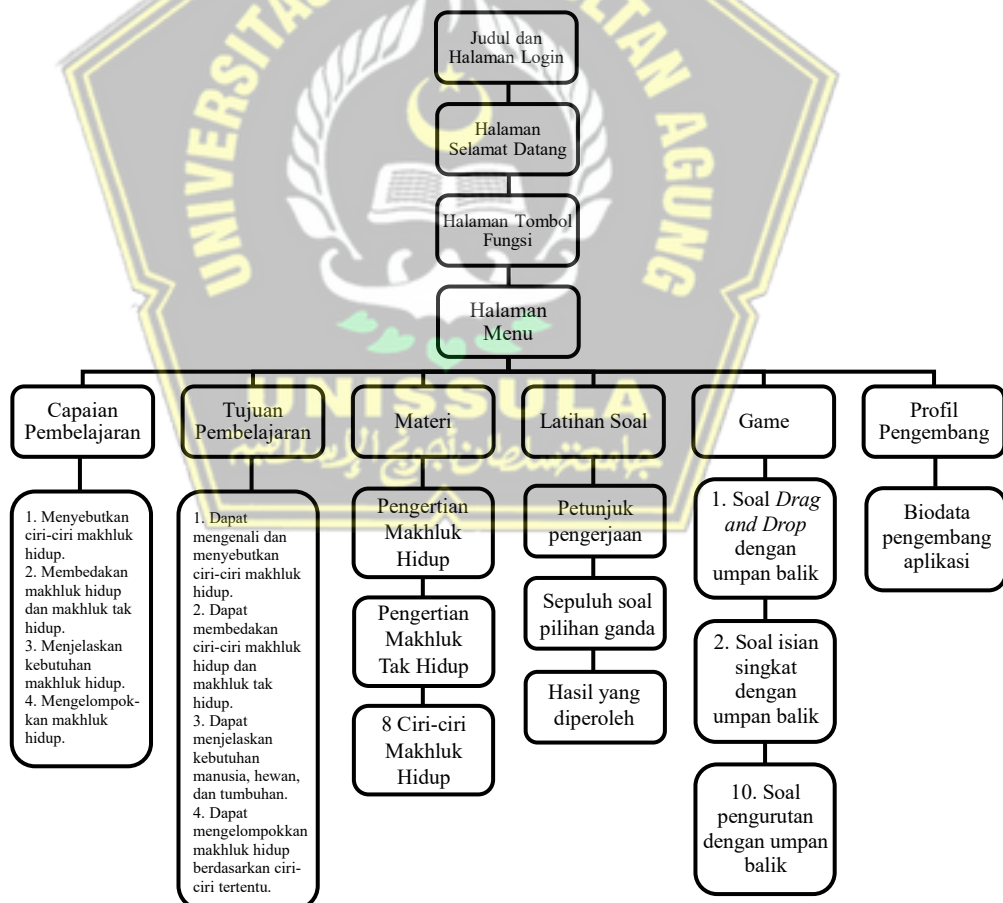 UNIVERSITAS
SULTAN AGUNG
Judul dan
Halaman Login
Halaman
Selamat Datang
Halaman Tombol
Fungsi
Halaman
Menu
UNISSULA
جامعتنسلطان أجونج الإسلامية
Capaian
Pembelajaran
1. Menyebutkan
ciri-ciri makhluk
hidup.
2. Membedakan
makhluk hidup
dan makhluk tak
hidup.
3. Menjelaskan
kebutuhan
makhluk hidup.
4. Mengelompok-
kan makhluk
hidup.
Tujuan
Pembelajaran
1. Dapat
mengenali dan
menyebutkan
ciri-ciri makhluk
hidup.
2. Dapat
membedakan
ciri-ciri makhluk
hidup dan
makhluk tak
hidup.
3. Dapat
menjelaskan
kebutuhan
manusia, hewan,
dan tumbuhan.
4. Dapat
mengelompokkan
makhluk hidup
berdasarkan ciri-
ciri tertentu.
Materi
Pengertian
Makhluk
Hidup
Pengertian
Makhluk
Tak Hidup
8 Ciri-ciri
Makhluk
Hidup
Latihan Soal
Petunjuk
pengerjaan
Sepuluh soal
pilihan ganda
Hasil yang
diperoleh
Game
1. Soal Drag
and Drop
dengan
umpan balik
2. Soal isian
singkat
dengan
umpan balik
10. Soal
pengurutan
dengan umpan
balik
Profil
Pengembang
Biodata
pengembang
aplikasi